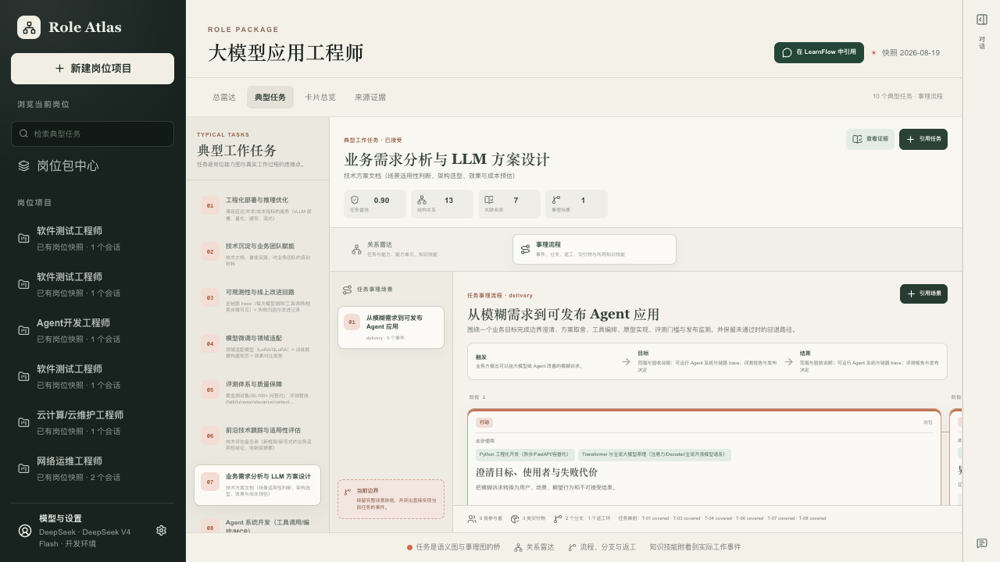 Role Atlas
新建岗位项目
浏览当前岗位
检索典型任务
岗位包中心
岗位项目
软件测试工程师
已有岗位快照 · 1 个会话
软件测试工程师
已有岗位快照 · 1 个会话
Agent开发工程师
已有岗位快照 · 1 个会话
软件测试工程师
已有岗位快照 · 1 个会话
云计算/云维护工程师
已有岗位快照 · 1 个会话
网络运维工程师
已有岗位快照 · 2 个会话
模型与设置
DeepSeek · DeepSeek V4
Flash · 开发环境
ROLE PACKAGE
大模型应用工程师
在 LearnFlow 中引用
快照 2026-08-19
总雷达
典型任务
卡片总览
来源证据
10 个典型任务 · 事理流程
TYPICAL TASKS
典型工作任务
任务是岗位能力图与真实工作过程的连接点。
01
工程化部署与推理优化
满足延迟/并发/成本指标的服务（vLLM 部
署、量化、缓存、流式）
02
技术沉淀与业务团队赋能
技术文档、最佳实践、对业务团队的培训
材料
03
可观测性与线上改进回路
全链路 trace（每次模型调用/工具调用/检
索步骤可见）+ 失败归因与改进记录
04
模型微调与领域适配
领域适配模型（LoRA/QLoRA）+ 训练数
据构建规范 + 效果对比报告
05
评测体系与质量保障
黄金测试集(50-100+ 问答对)、评测管线
(faithfulness/relevance/context...
06
前沿技术跟踪与适用性评估
技术评估备忘录（新框架/新范式的业务适
用性结论，非新闻摘要）
07
业务需求分析与 LLM 方案设计
技术方案文档（场景适用性判断、架构选
型、效果与成本预估）
08
Agent 系统开发（工具调用/编
排/MCP）
典型工作任务 · 已接受
业务需求分析与 LLM 方案设计
技术方案文档（场景适用性判断、架构选型、效果与成本预估）
查看证据
引用任务
0.90
任务置信
13
结构关系
7
关联来源
1
事理场景
关系雷达
任务与能力、能力单元、知识技能
事理流程
事件、分支、返工、交付物与所用知识技能
任务事理场景
01
从模糊需求到可发布
Agent 应用
delivery · 9 个事件
当前边界
保留完整场景脉络，并突出直接实现当
前任务的事件。
任务事理流程 · delivery
引用场景
从模糊需求到可发布 Agent 应用
围绕一个业务目标完成边界澄清、方案取舍、工具编排、原型实现、评测门槛与发布监测，并保留未通过时的回退路径。
触发
业务方提出可以由大模型或 Agent 改善的模糊诉求。
目标
范围与验收说明；可运行 Agent 系统与链路 trace；评测报告与发布
决定
结果
范围与验收说明；可运行 Agent 系统与链路 trace；评测报告与发布
决定
阶段 1
阶段
行动
岗位
此步使用
Python 工程化开发（异步/FastAPI/容器化）
Transformer 与主流大模型原理（注意力/Decoder/主流开源模型谱系）
澄清目标、使用者与失败代价
把模糊诉求转换为用户、场景、期望行为和不可接受结果。
0 类参与者
3 类交付物
2 个分支 · 1 个返工环
任务映射：T-01 covered · T-03 covered · T-04 covered · T-06 covered · T-07 covered · T-08 covered
任务是语义图与事理图的桥
关系雷达
流程、分支与返工
知识技能附着到实际工作事件
对话